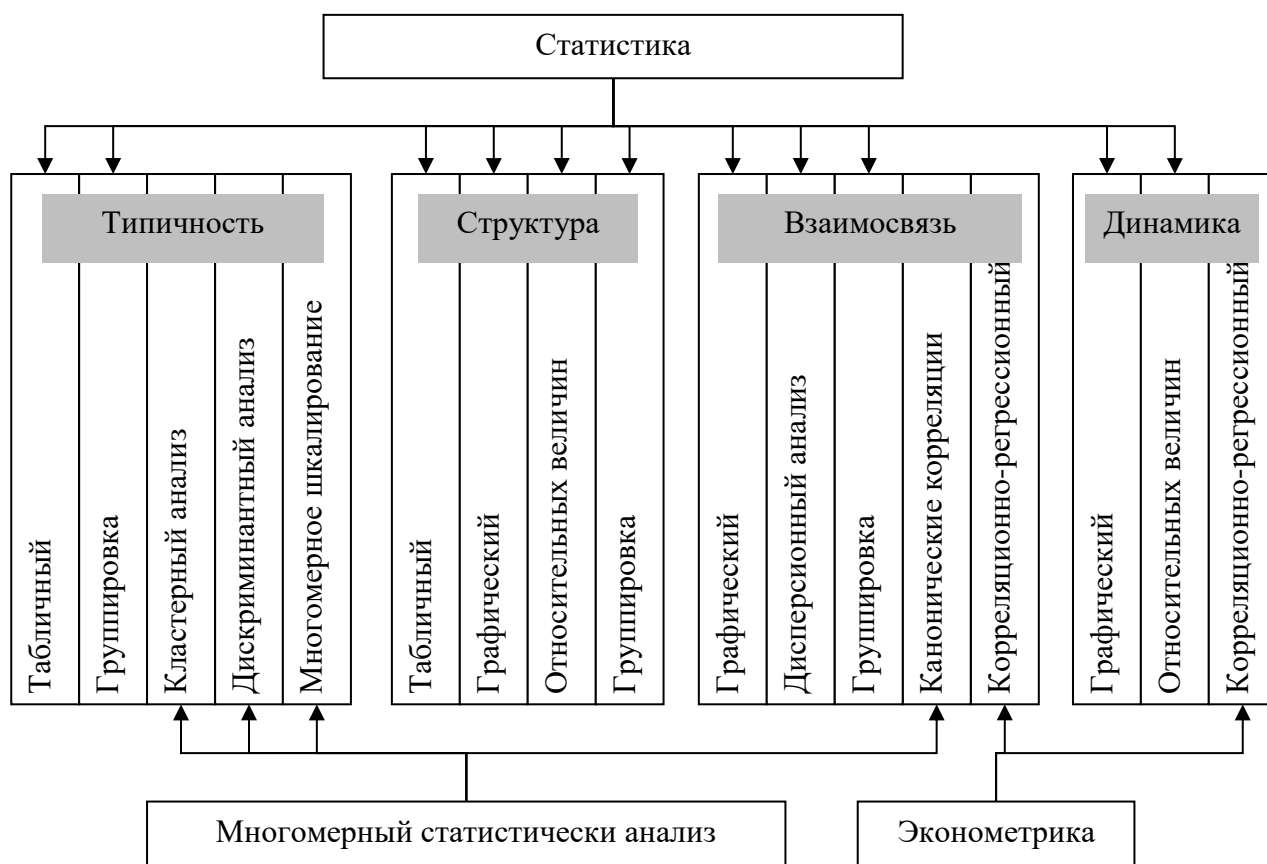 Статистика
Типичность
Табличный
Группировка
Кластерный анализ
Дискриминантный анализ
Многомерное шкалирование
Структура
Табличный
Графический
Относительных величин
Группировка
Взаимосвязь
Графический
Дисперсионный анализ
Группировка
Канонические корреляции
Корреляционно-регрессионный
Динамика
Графический
Относительных величин
Корреляционно-регрессионный
Многомерный статистически анализ
Эконометрика